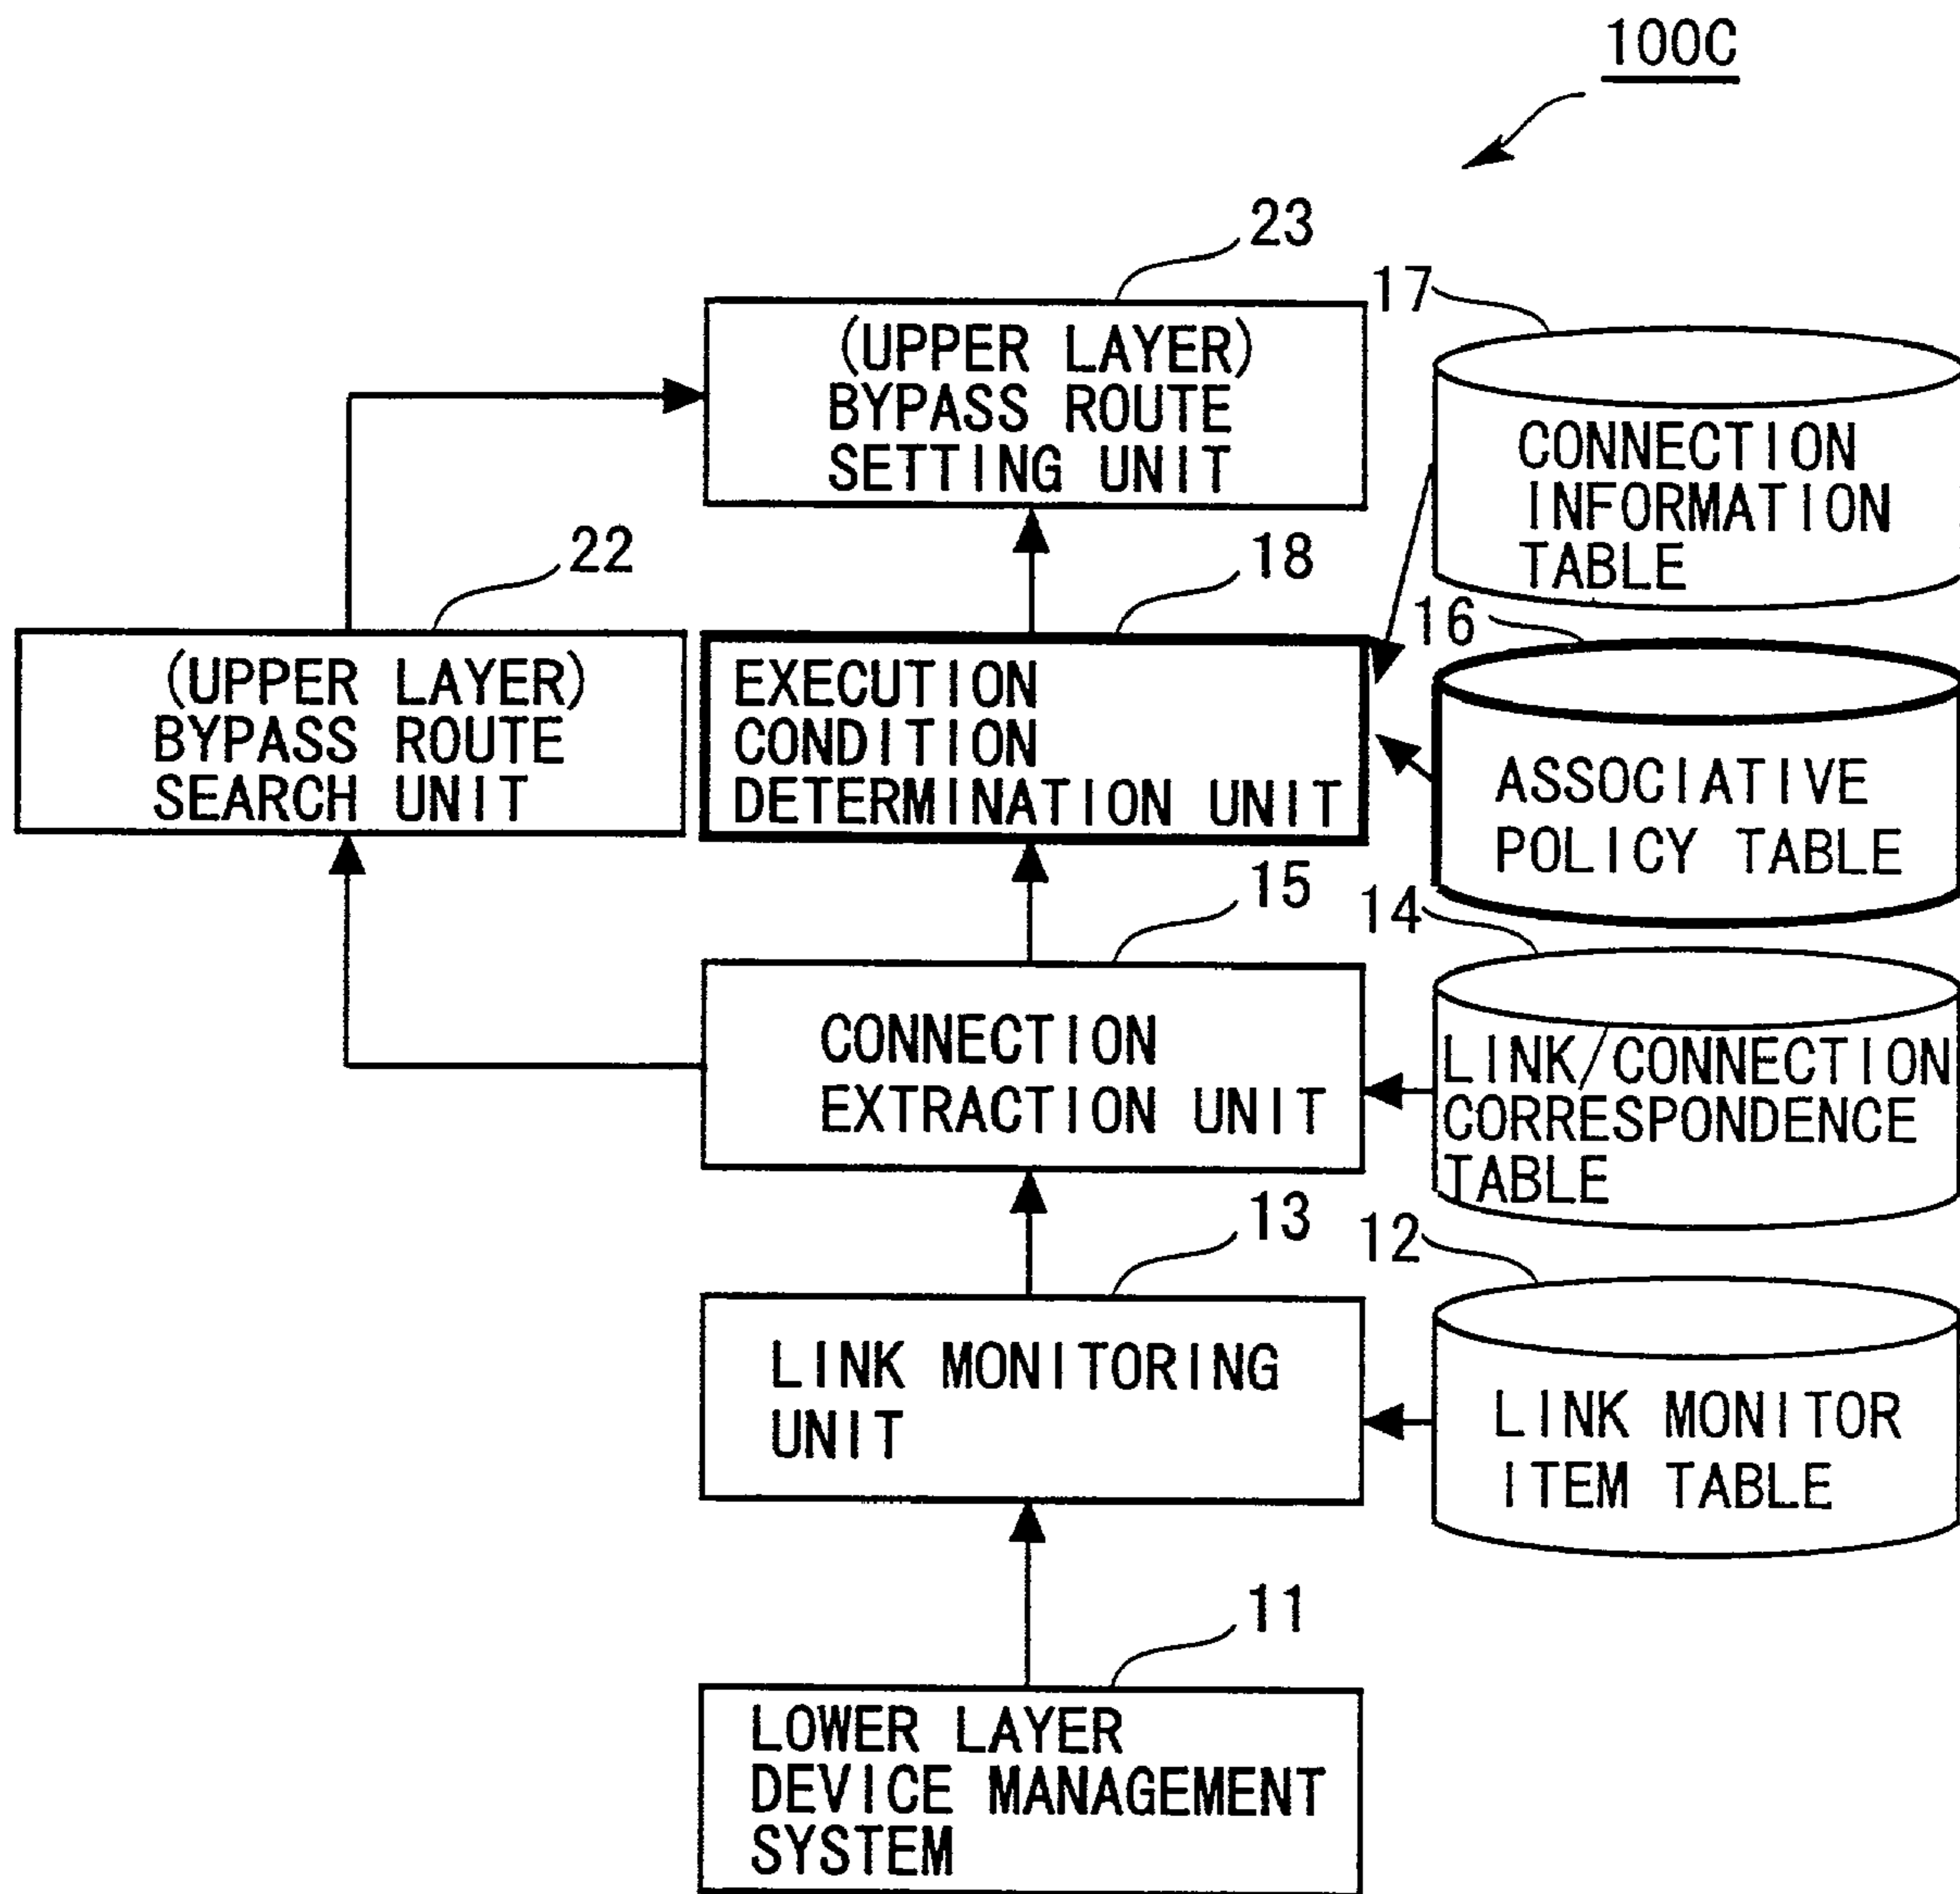 100C
23
(UPPER LAYER)
BYPASS ROUTE
SETTING UNIT
17
CONNECTION
INFORMATION
TABLE
22
(UPPER LAYER)
BYPASS ROUTE
SEARCH UNIT
18
EXECUTION
CONDITION
DETERMINATION UNIT
16
ASSOCIATIVE
POLICY TABLE
15
CONNECTION
EXTRACTION UNIT
14
LINK/CONNECTION
CORRESPONDENCE
TABLE
13
LINK MONITORING
UNIT
12
LINK MONITOR
ITEM TABLE
11
LOWER LAYER
DEVICE MANAGEMENT
SYSTEM